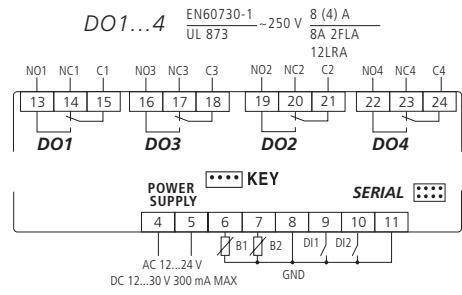 DO1...4 EN60730-1 ~250 V 8 (4) A
UL 873 8A 2FLA
12LRA
NO1 NC1 C1 NO3 NC3 C3 NO2 NC2 C2 NO4 NC4 C4
13 14 15 16 17 18 19 20 21 22 23 24
DO1 DO3 DO2 DO4
KEY
POWER
SUPPLY
SERIAL
4 5 6 7 8 9 10 11
B1 B2 DI1 DI2
AC 12...24 V
GND
DC 12...30 V 300 mA MAX